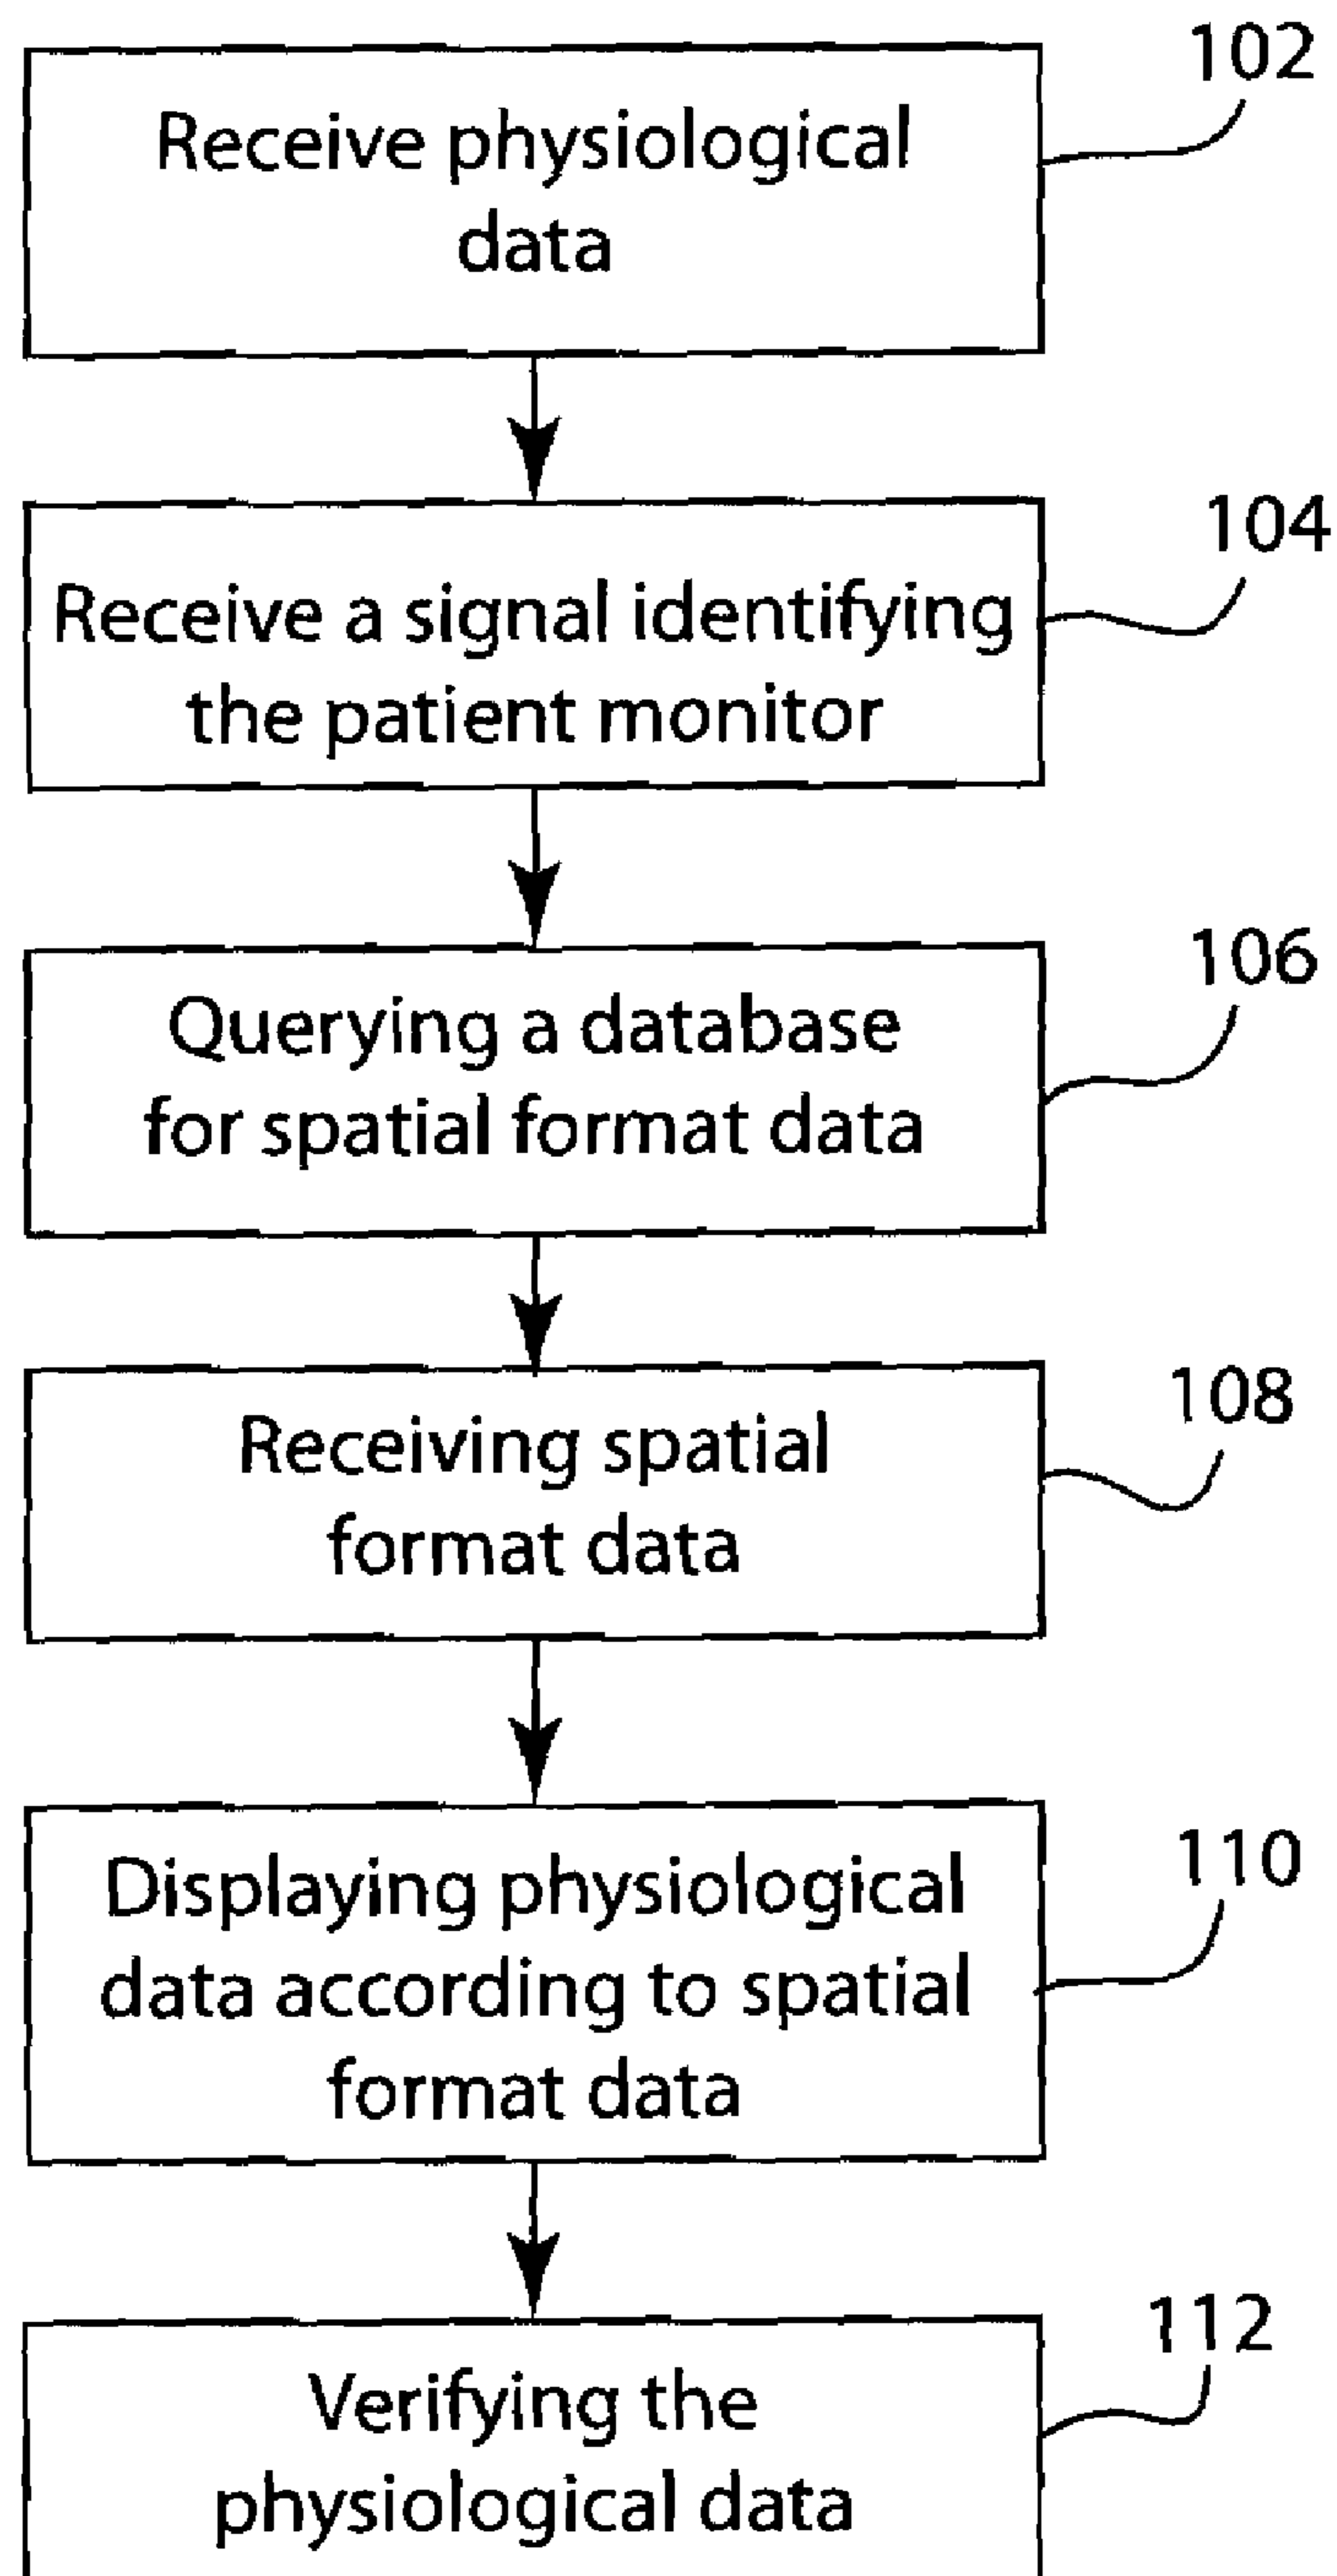 102
Receive physiological
data
104
Receive a signal identifying
the patient monitor
106
Querying a database
for spatial format data
108
Receiving spatial
format data
110
Displaying physiological
data according to spatial
format data
112
Verifying the
physiological data